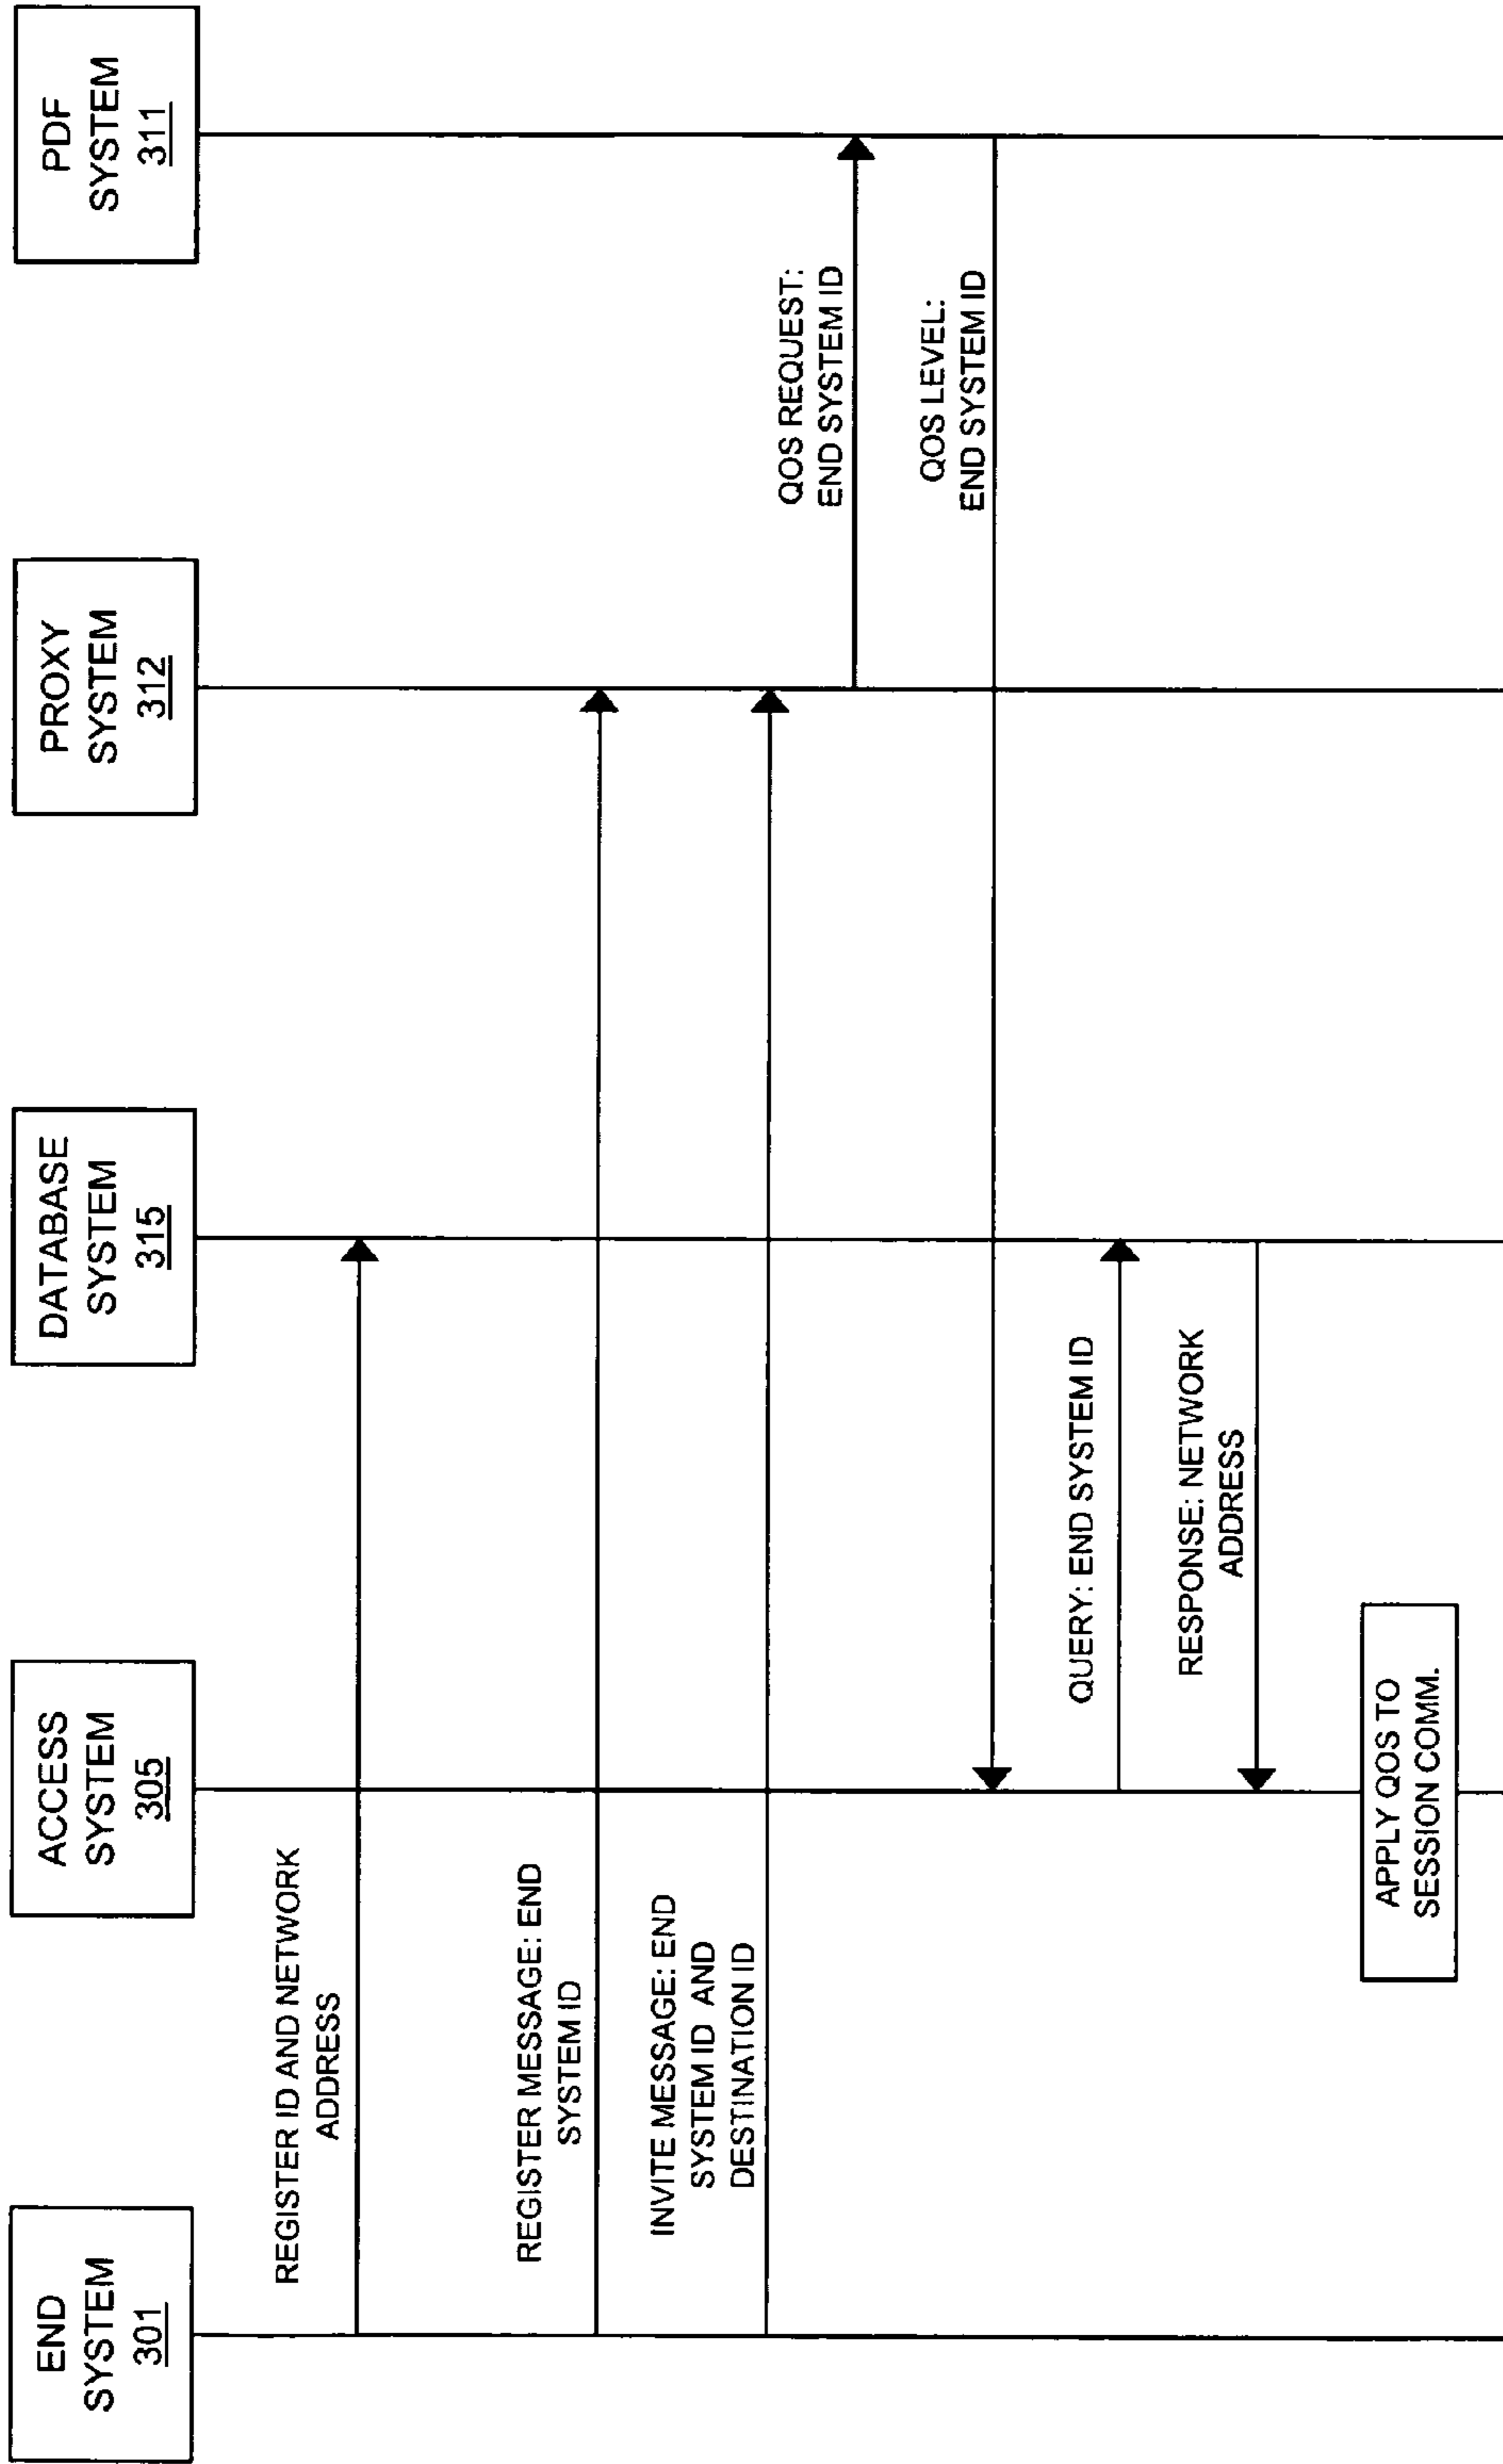 END
SYSTEM
301
ACCESS
SYSTEM
305
DATABASE
SYSTEM
315
PROXY
SYSTEM
312
PDF
SYSTEM
311
REGISTER ID AND NETWORK
ADDRESS
REGISTER MESSAGE: END
SYSTEM ID
INVITE MESSAGE: END
SYSTEM ID AND
DESTINATION ID
QOS REQUEST:
END SYSTEM ID
QOS LEVEL:
END SYSTEM ID
QUERY: END SYSTEM ID
RESPONSE: NETWORK
ADDRESS
APPLY QOS TO
SESSION COMM.